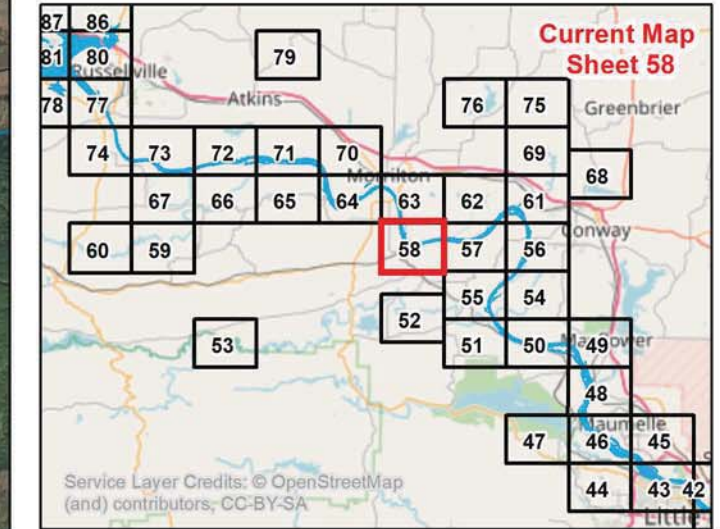 Current Map
Sheet 58
87 86
81 80 79
Russellville
78 77 Atkins 76 75 Greenbrier
74 73 72 71 70 69
Morrilton 68
67 66 65 64 63 62 61
Conway
60 59 58 57 56
55 54
52
53 51 50 49
48
Maumelle
47 46 45
Service Layer Credits: © OpenStreetMap
(and) contributors, CC-BY-SA
44 43 42
Little